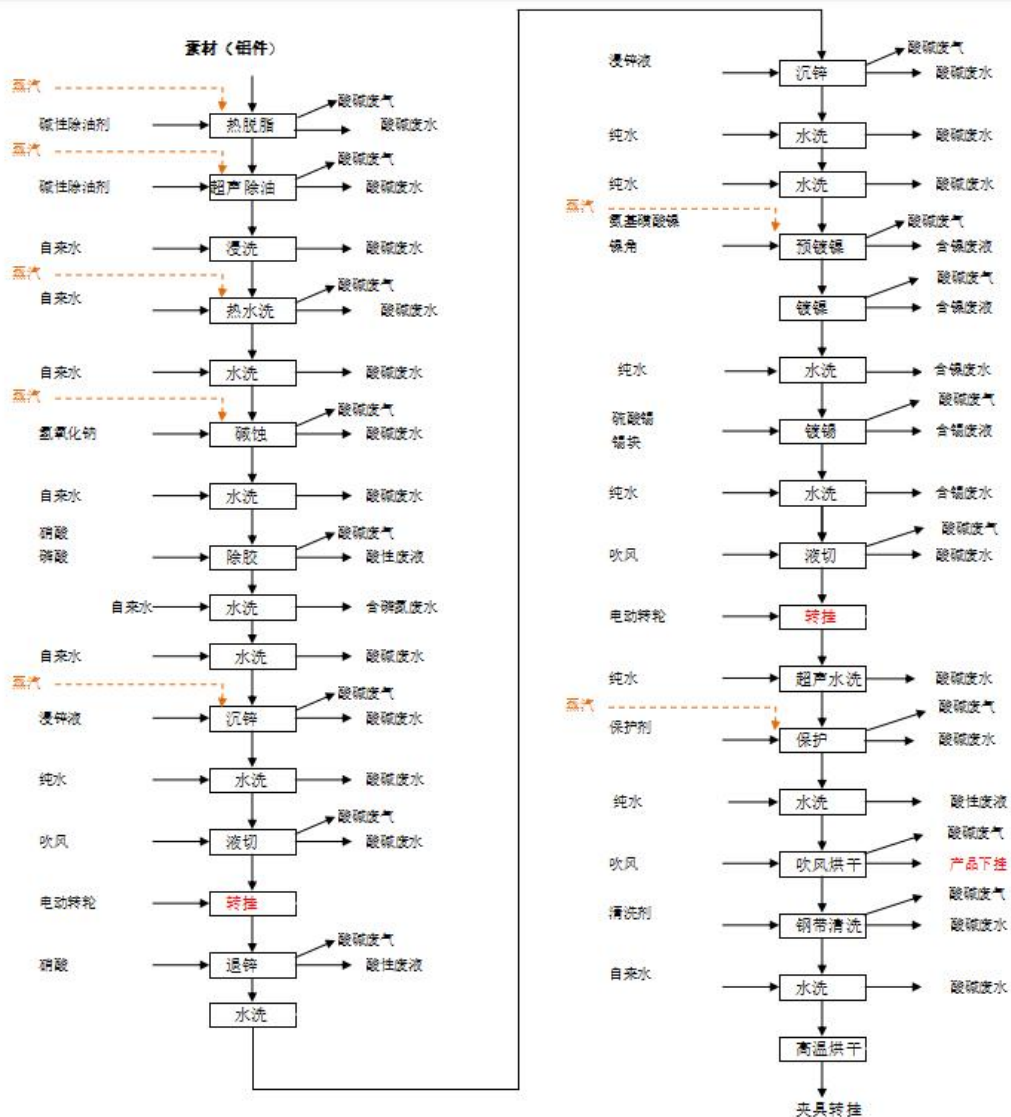 素材（铝件）
蒸汽
酸碱废气
碱性除油剂
热脱脂
酸碱废水
蒸汽
酸碱废气
碱性除油剂
超声除油
酸碱废水
自来水
浸洗
酸碱废水
蒸汽
酸碱废气
自来水
热水洗
酸碱废水
自来水
水洗
酸碱废水
蒸汽
酸碱废气
氢氧化钠
碱蚀
酸碱废水
自来水
水洗
酸碱废水
硝酸
酸碱废气
磷酸
除胶
酸性废液
自来水
水洗
含磷氮废水
自来水
水洗
酸碱废水
蒸汽
酸碱废气
浸锌液
沉锌
酸碱废水
纯水
水洗
酸碱废水
酸碱废气
吹风
液切
酸碱废水
电动转轮
转挂
酸碱废气
硝酸
退锌
酸性废液
水洗
酸碱废气
浸锌液
沉锌
酸碱废水
纯水
水洗
酸碱废水
纯水
水洗
酸碱废水
蒸汽
氨基磺酸镍
酸碱废气
镍角
预镀镍
含镍废液
酸碱废气
镀镍
含镍废液
纯水
水洗
含镍废水
酸碱废气
硫酸锡
镀锡
含锡废液
锡块
纯水
水洗
含锡废水
酸碱废气
吹风
液切
酸碱废水
电动转轮
转挂
纯水
超声水洗
酸碱废水
蒸汽
酸碱废气
保护剂
保护
酸碱废水
纯水
水洗
酸性废液
酸碱废气
吹风
吹风烘干
产品下挂
酸碱废气
清洗剂
钢带清洗
酸碱废水
自来水
水洗
酸碱废水
高温烘干
夹具转挂